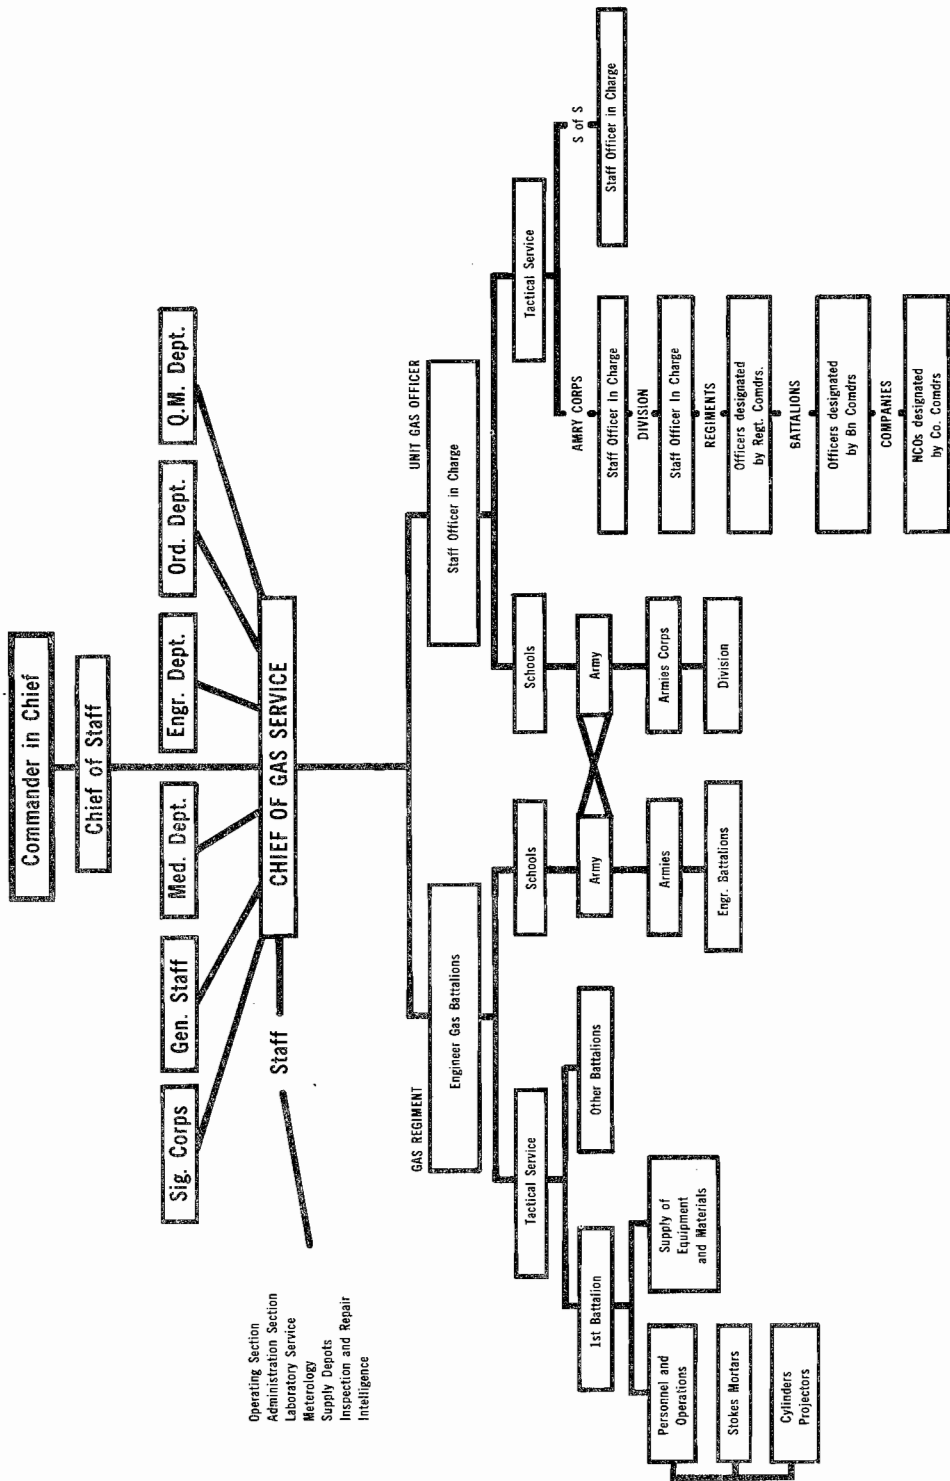 Commander in Chief
Chief of Staff
Sig. Corps
Gen. Staff
Med. Dept.
Engr. Dept.
Ord. Dept.
Q.M. Dept.
CHIEF OF GAS SERVICE
Staff
Operating Section
Administration Section
Laboratory Service
Meterology
Supply Depots
Inspection and Repair
Intelligence
GAS REGIMENT
Engineer Gas Battalions
UNIT GAS OFFICER
Staff Officer in Charge
Tactical Service
Schools
Schools
Tactical Service
1st Battalion
Other Battalions
Army
Army
AMRY CORPS
S of S
Personnel and
Operations
Supply of
Equipment
and Materials
Armies
Armies Corps
Staff Officer In Charge
Staff Officer in Charge
DIVISION
Stokes Mortars
Engr. Battalions
Division
Staff Officer In Charge
REGIMENTS
Cylinders
Projectors
Officers designated
by Regt. Comdrs.
BATTALIONS
Officers designated
by Bn Comdrs
COMPANIES
NCOs designated
by Co. Comdrs